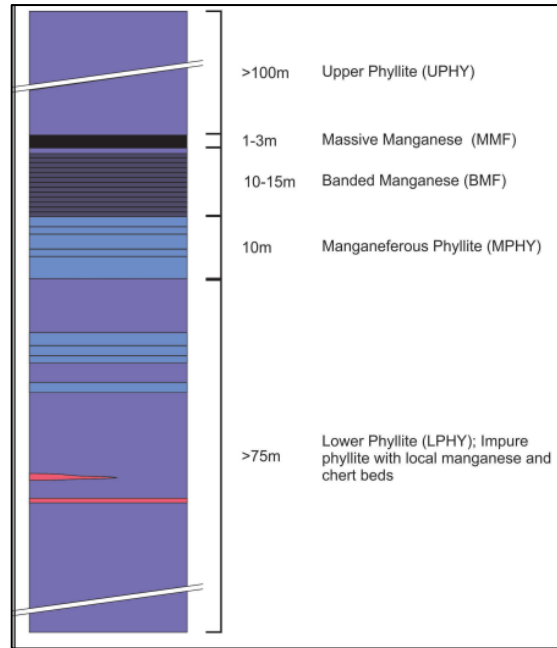 >100m Upper Phyllite (UPHY)
1-3m Massive Manganese (MMF)
10-15m Banded Manganese (BMF)
10m Manganeferous Phyllite (MPHY)
>75m Lower Phyllite (LPHY); Impure
phyllite with local manganese and
chert beds